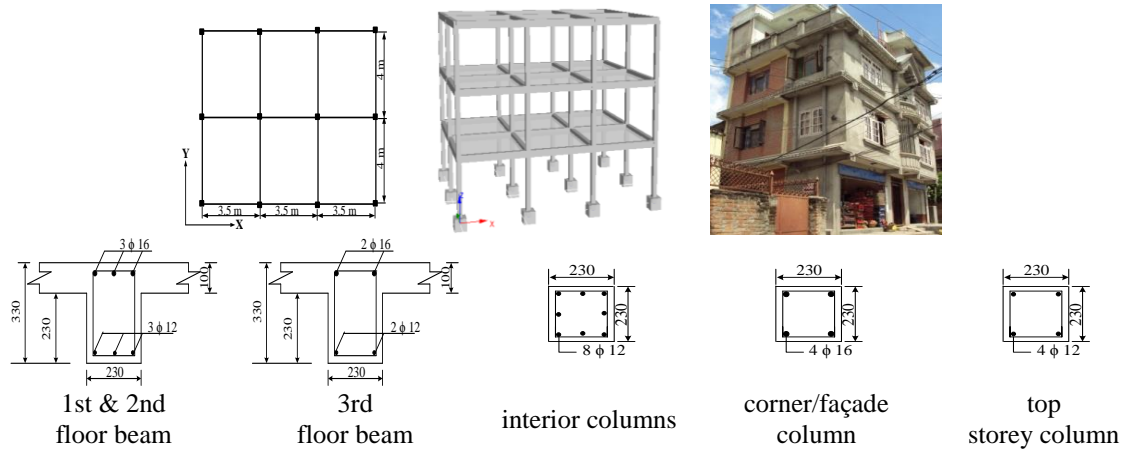 Y
X
4 m
4 m
3.5 m
3.5 m
3.5 m
X
3 ϕ 16
330
230
100
3 ϕ 12
230
1st & 2nd
floor beam
2 ϕ 16
330
230
100
2 ϕ 12
230
3rd
floor beam
230
230
8 ϕ 12
interior columns
230
230
4 ϕ 16
corner/façade
column
230
230
4 ϕ 12
top
storey column